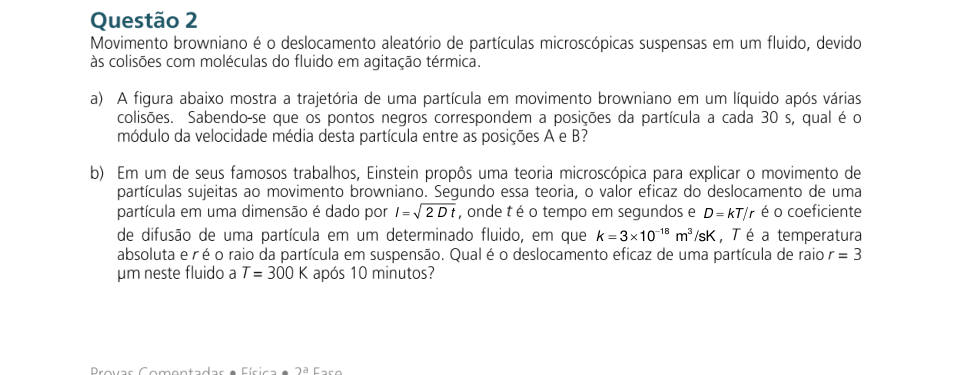 Questão 2
Movimento browniano é o deslocamento aleatório de partículas microscópicas suspensas em um fluido, devido
às colisões com moléculas do fluido em agitação térmica.
a) A figura abaixo mostra a trajetória de uma partícula em movimento browniano em um líquido após várias
colisões. Sabendo-se que os pontos negros correspondem a posições da partícula a cada 30 s, qual é o
módulo da velocidade média desta partícula entre as posições A e B?
b) Em um de seus famosos trabalhos, Einstein propôs uma teoria microscópica para explicar o movimento de
partículas sujeitas ao movimento browniano. Segundo essa teoria, o valor eficaz do deslocamento de uma
partícula em uma dimensão é dado por I = √2 D t, onde t é o tempo em segundos e D = kT/r é o coeficiente
de difusão de uma partícula em um determinado fluido, em que k = 3×10⁻¹⁸ m³/sK, T é a temperatura
absoluta e r é o raio da partícula em suspensão. Qual é o deslocamento eficaz de uma partícula de raio r = 3
µm neste fluido a T = 300 K após 10 minutos?
Provas Comentadas • Física • 2ª Fase